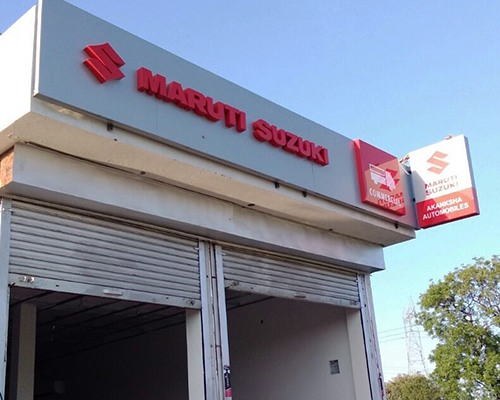 MARUTI SUZUKI
COMMERCIAL
MARUTI
SUZUKI
AKANKSHA
AUTOMOBILES